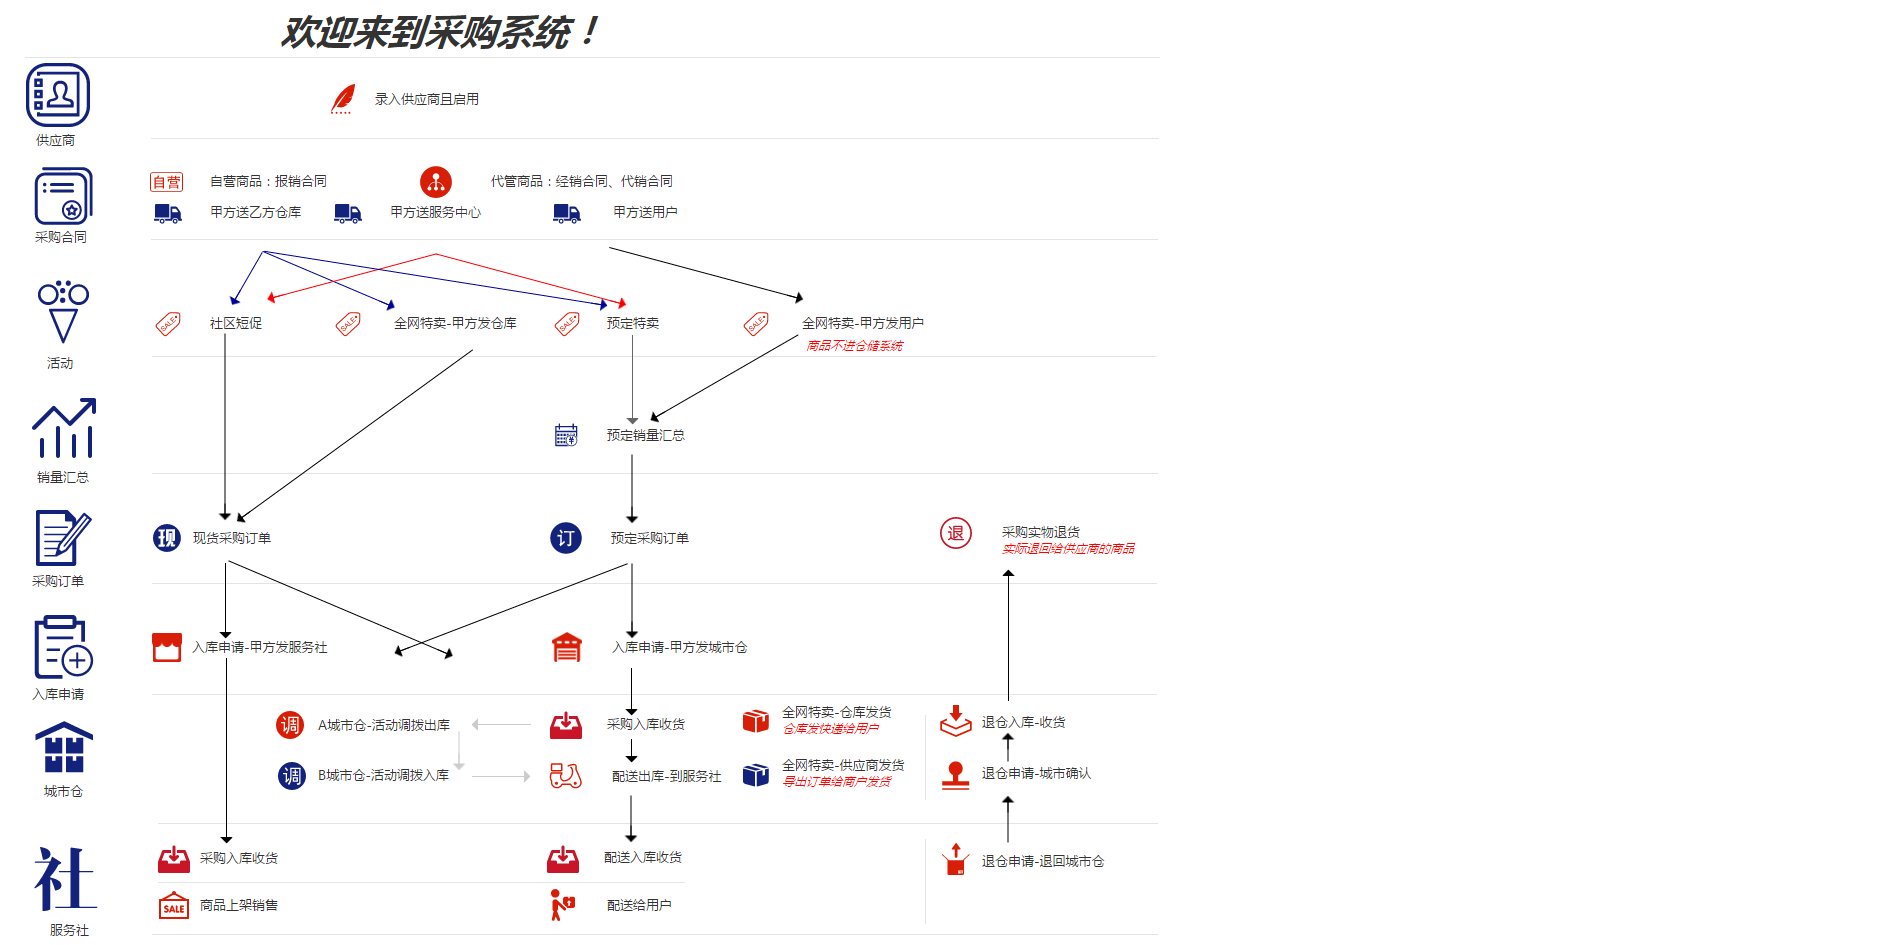 欢迎来到采购系统！
录入供应商且启用
供应商
自营
自营商品：报销合同
代管商品：经销合同、代销合同
甲方送乙方仓库
甲方送服务中心
甲方送用户
采购合同
SALE
社区短促
SALE
全网特卖-甲方发仓库
SALE
预定特卖
SALE
全网特卖-甲方发用户
商品不进仓储系统
活动
预定销量汇总
销量汇总
现
现货采购订单
订
预定采购订单
退
采购实物退货
实际退回给供应商的商品
采购订单
入库申请-甲方发服务社
入库申请-甲方发城市仓
入库申请
调
A城市仓-活动调拨出库
采购入库收货
全网特卖-仓库发货
仓库发快递给用户
退仓入库-收货
调
B城市仓-活动调拨入库
配送出库-到服务社
全网特卖-供应商发货
导出订单给商户发货
退仓申请-城市确认
城市仓
采购入库收货
配送入库收货
退仓申请-退回城市仓
社
SALE
商品上架销售
配送给用户
服务社